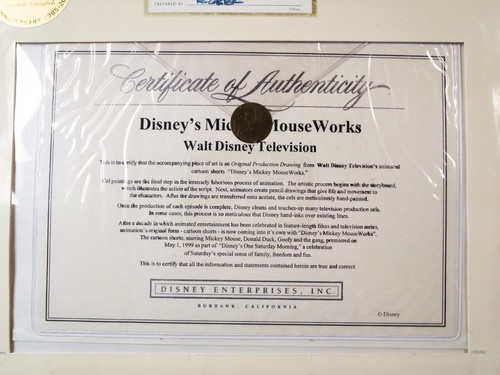 PREPARED BY
Certificate of Authenticity
Disney's Mickey MouseWorks
Walt Disney Television
This is to certify that the accompanying piece of art is an Original Production Drawing from Walt Disney Television's animated
cartoon shorts "Disney's Mickey MouseWorks."
Cel paintings are the final step in the intensely laborious process of animation. The artistic process begins with the storyboard,
which illustrates the action of the script. Next, animators create pencil drawings that give life and movement to
the characters. After the drawings are transferred onto acetate, the cels are meticulously hand-painted.
Once the production of each episode is complete, Disney cleans and touches-up many television production cels.
In some cases, this process is so meticulous that Disney hand-inks over existing lines.
After a decade in which animated entertainment has been celebrated in feature-length films and television series,
animation's original form - cartoon shorts - is now coming into it's own with "Disney's Mickey MouseWorks".
The cartoon shorts, starring Mickey Mouse, Donald Duck, Goofy and the gang, premiered on
May 1, 1999 as part of "Disney's One Saturday Morning," a celebration
of Saturday's special sense of family, freedom and fun.
This is to certify that all the information and statements contained herein are true and correct.
DISNEY ENTERPRISES, INC.
BURBANK, CALIFORNIA
© Disney